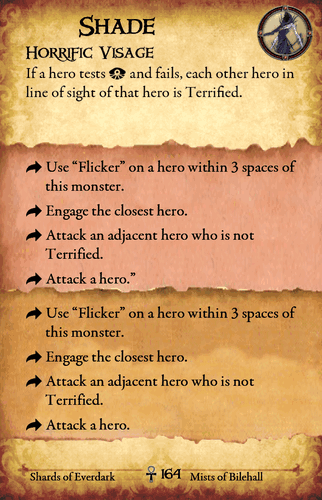 Shade
Horrific Visage
If a hero tests and fails, each other hero in
line of sight of that hero is Terrified.
Use “Flicker” on a hero within 3 spaces of
this monster.
Engage the closest hero.
Attack an adjacent hero who is not
Terrified.
Attack a hero.”
Use “Flicker” on a hero within 3 spaces of
this monster.
Engage the closest hero.
Attack an adjacent hero who is not
Terrified.
Attack a hero.
Shards of Everdark 164 Mists of Bilehall